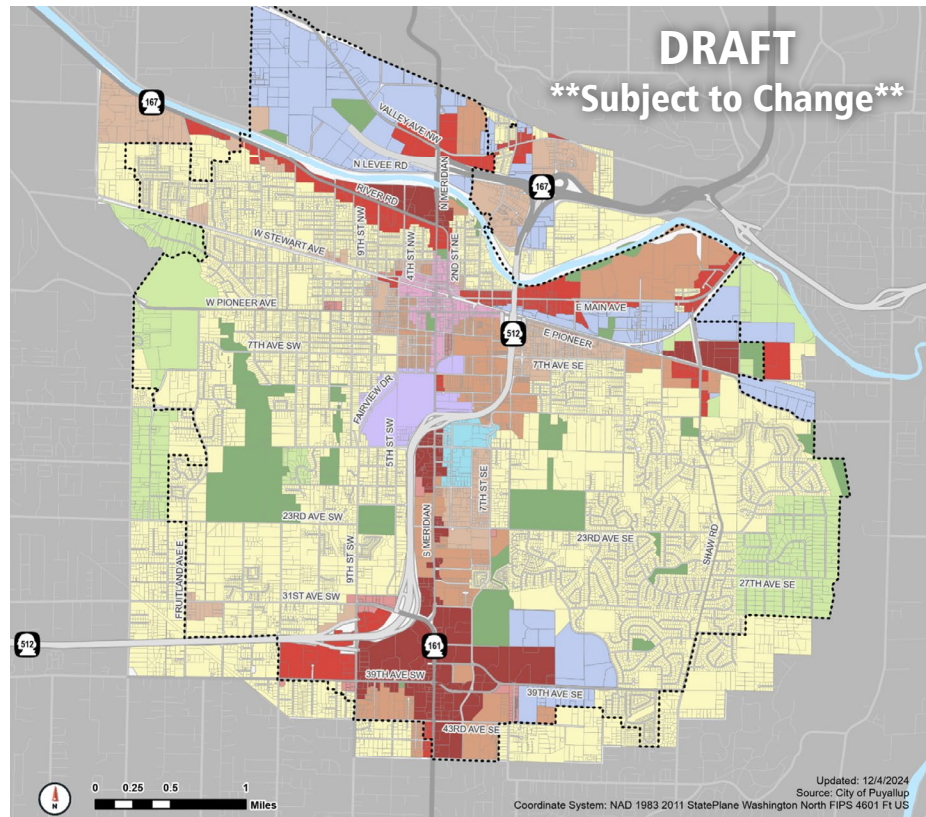 DRAFT
**Subject to Change**
167
VALLEY AVE NW
N LEVEE RD
N MERIDIAN
167
RIVER RD
9TH ST NW
4TH ST NW
2ND ST NE
W STEWART AVE
W PIONEER AVE
E MAIN AVE
512
E PIONEER
7TH AVE SW
7TH AVE SE
FAIRVIEW DR
5TH ST SW
7TH ST SE
23RD AVE SW
S MERIDIAN
23RD AVE SE
SHAW RD
9TH ST SW
FRUITLAND AVE E
27TH AVE SE
31ST AVE SW
512
161
39TH AVE SW
39TH AVE SE
43RD AVE SE
N
0 0.25 0.5 1
Miles
Updated: 12/4/2024
Source: City of Puyallup
Coordinate System: NAD 1983 2011 StatePlane Washington North FIPS 4601 Ft US